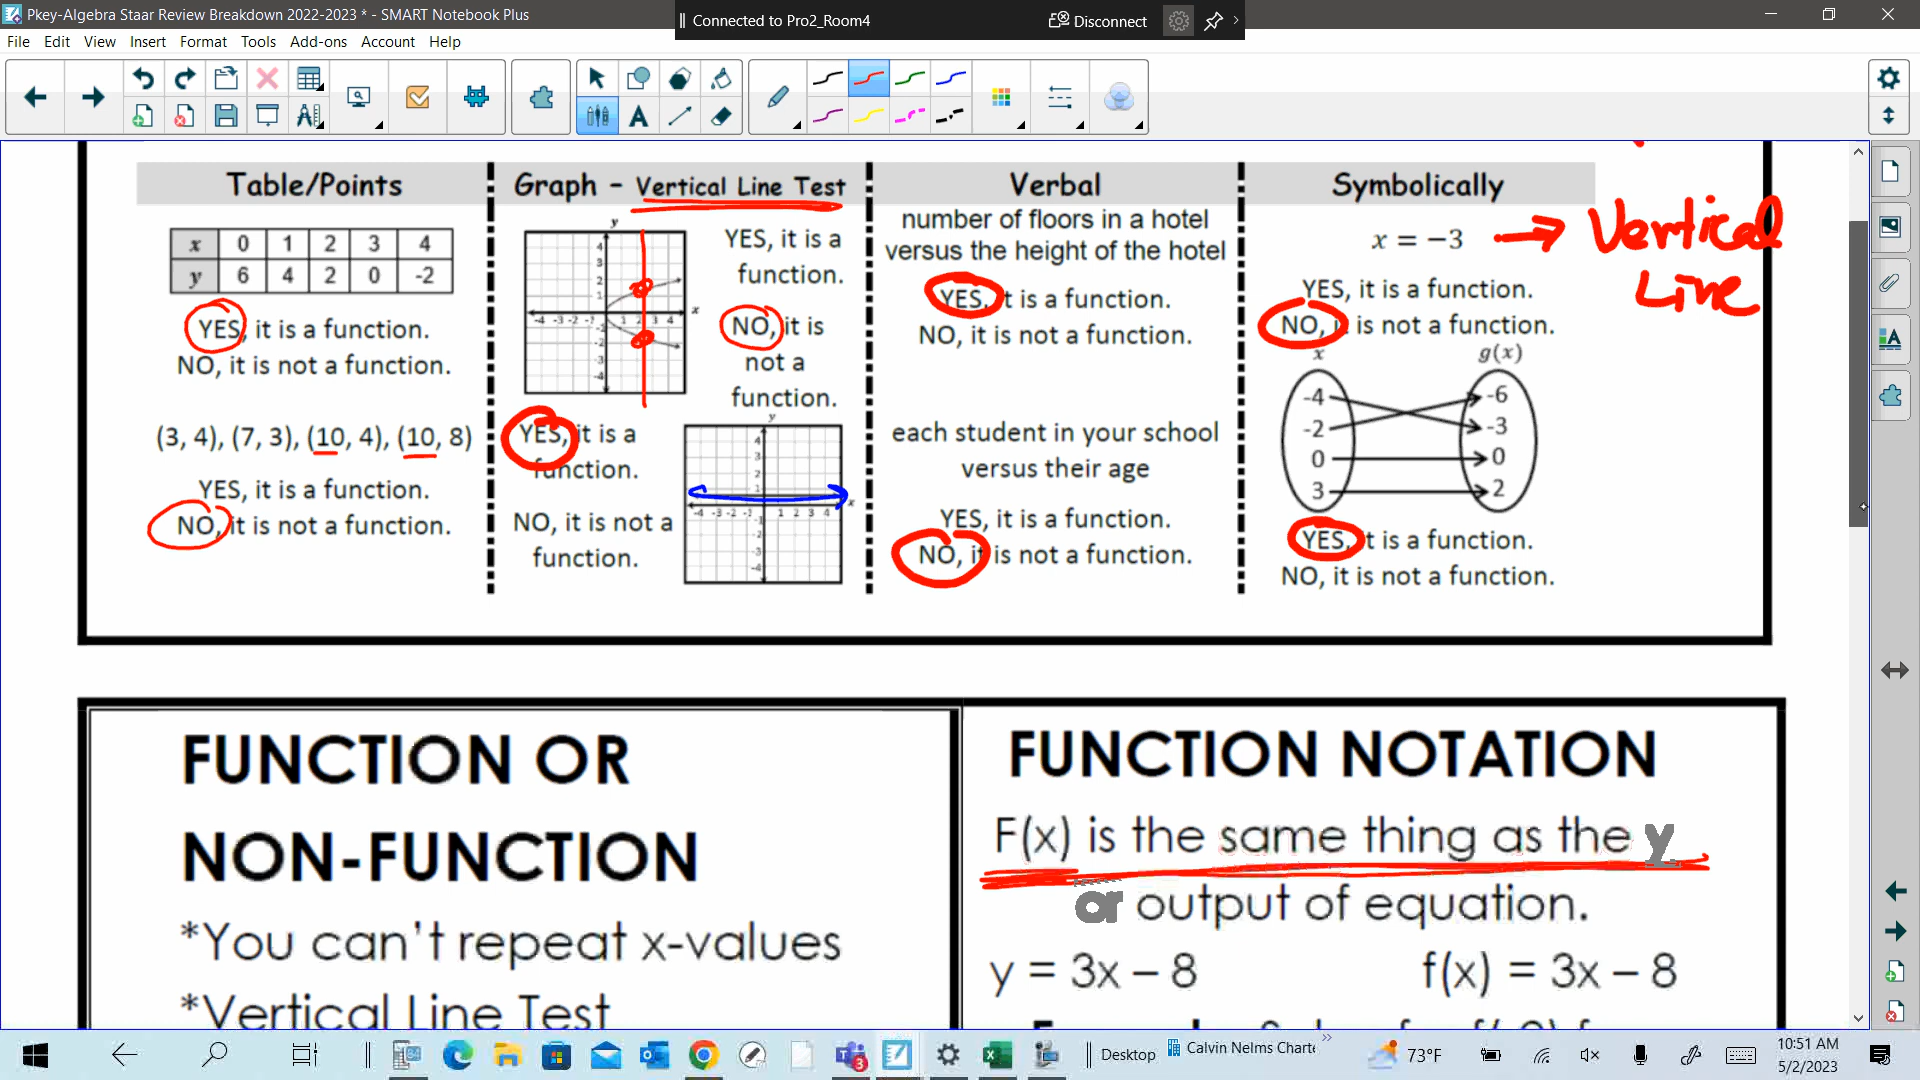 Pkey-Algebra Staar Review Breakdown 2022-2023 * - SMART Notebook Plus
Connected to Pro2_Room4
Disconnect
File Edit View Insert Format Tools Add-ons Account Help
Table/Points
x 0 1 2 3 4
y 6 4 2 0 -2
YES, it is a function.
NO, it is not a function.
(3, 4), (7, 3), (10, 4), (10, 8)
YES, it is a function.
NO, it is not a function.
Graph - Vertical Line Test
YES, it is a
function.
NO, it is
not a
function.
YES, it is a
function.
NO, it is not a
function.
Verbal
number of floors in a hotel
versus the height of the hotel
YES, it is a function.
NO, it is not a function.
each student in your school
versus their age
YES, it is a function.
NO, it is not a function.
Symbolically
x = −3
Vertical
Line
YES, it is a function.
NO, it is not a function.
x g(x)
-4 -6
-2 -3
0 0
3 2
YES, it is a function.
NO, it is not a function.
FUNCTION OR
NON-FUNCTION
*You can't repeat x-values
*Vertical Line Test
FUNCTION NOTATION
F(x) is the same thing as the y
or output of equation.
y = 3x – 8 f(x) = 3x – 8
Desktop
Calvin Nelms Charte
73°F
10:51 AM
5/2/2023